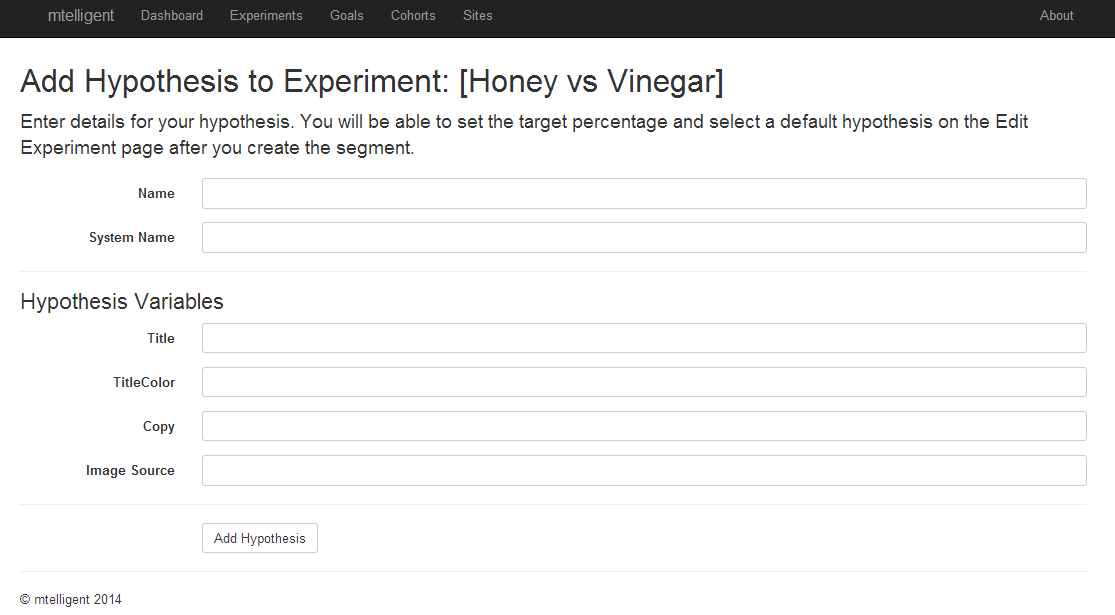 mtelligent Dashboard Experiments Goals Cohorts Sites About
Add Hypothesis to Experiment: [Honey vs Vinegar]
Enter details for your hypothesis. You will be able to set the target percentage and select a default hypothesis on the Edit
Experiment page after you create the segment.
Name
System Name
Hypothesis Variables
Title
TitleColor
Copy
Image Source
Add Hypothesis
© mtelligent 2014